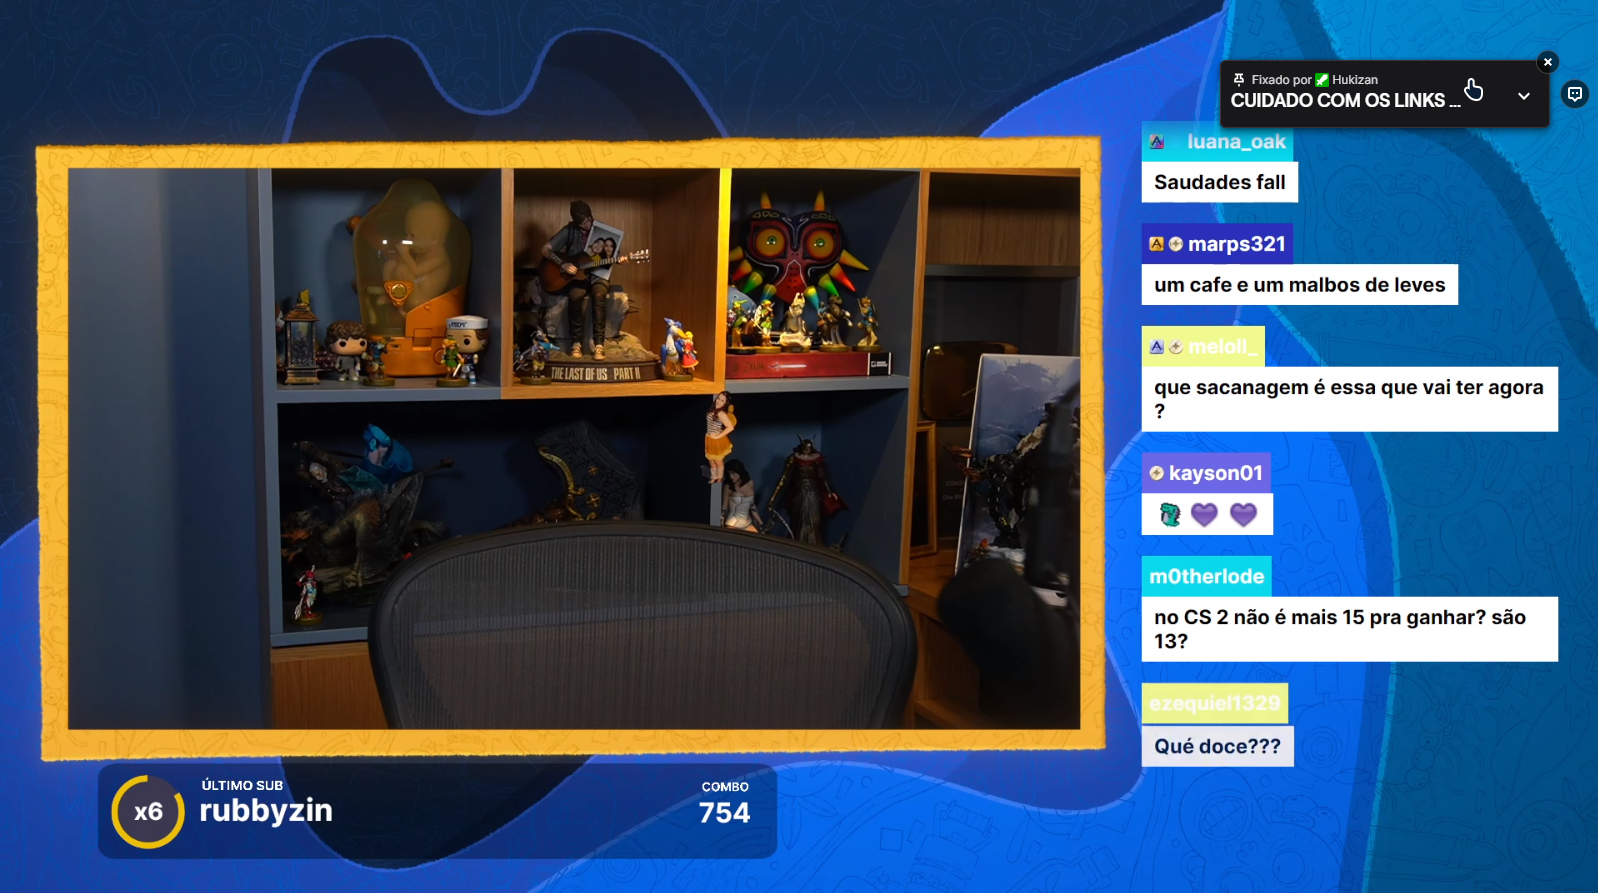 Fixado por Hukizan
CUIDADO COM OS LINKS ...
luana_oak
Saudades fall
marps321
um cafe e um malbos de leves
meloll_
que sacanagem é essa que vai ter agora
?
kayson01
m0therlode
no CS 2 não é mais 15 pra ganhar? são
13?
ezequiel1329
Qué doce???
THE LAST OF US PART II
x6
ÚLTIMO SUB
rubbyzin
COMBO
754